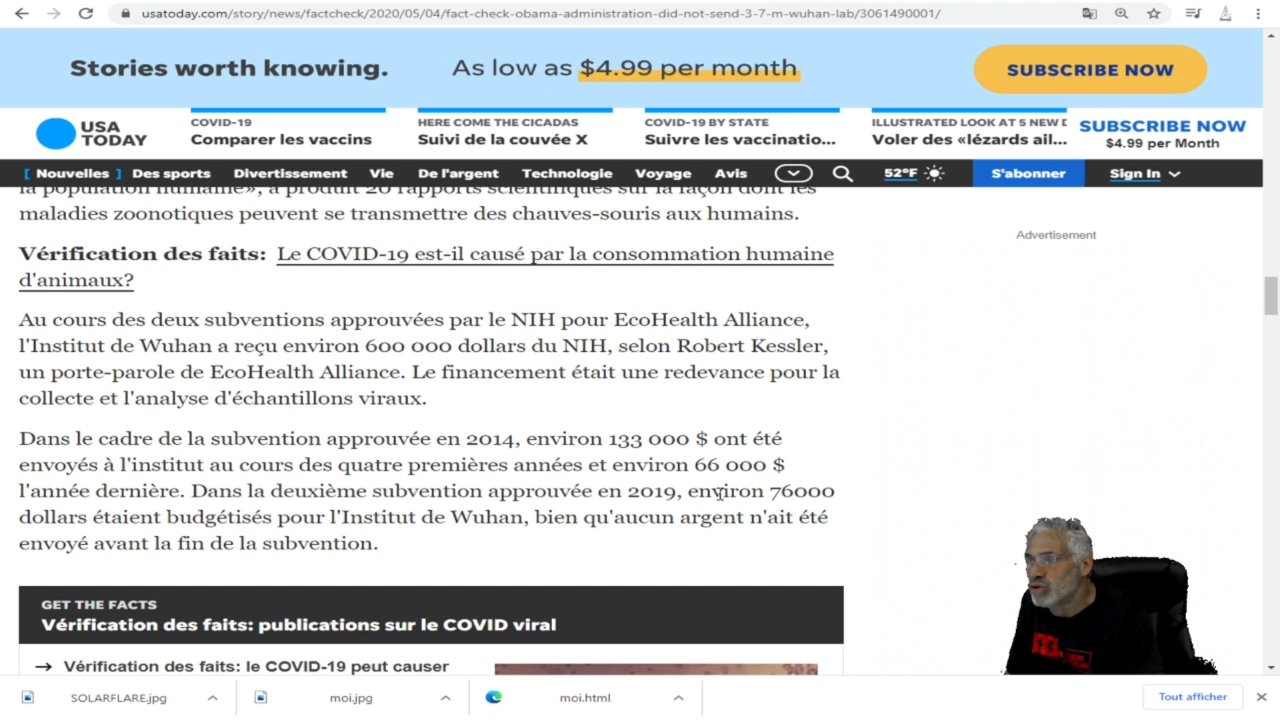 usatoday.com/story/news/factcheck/2020/05/04/fact-check-obama-administration-did-not-send-3-7-m-wuhan-lab/3061490001/
Stories worth knowing. As low as $4.99 per month SUBSCRIBE NOW
USA TODAY
COVID-19
Comparer les vaccins
HERE COME THE CICADAS
Suivi de la couvée X
COVID-19 BY STATE
Suivre les vaccinatio...
ILLUSTRATED LOOK AT 5 NEW D
Voler des «lézards ail...
SUBSCRIBE NOW
$4.99 per Month
[ Nouvelles ] Des sports Divertissement Vie De l'argent Technologie Voyage Avis 52°F S'abonner Sign In
la population humaine», a produit 20 rapports scientifiques sur la façon dont les
maladies zoonotiques peuvent se transmettre des chauves-souris aux humains.
Advertisement
Vérification des faits: Le COVID-19 est-il causé par la consommation humaine
d'animaux?
Au cours des deux subventions approuvées par le NIH pour EcoHealth Alliance,
l'Institut de Wuhan a reçu environ 600 000 dollars du NIH, selon Robert Kessler,
un porte-parole de EcoHealth Alliance. Le financement était une redevance pour la
collecte et l'analyse d'échantillons viraux.
Dans le cadre de la subvention approuvée en 2014, environ 133 000 $ ont été
envoyés à l'institut au cours des quatre premières années et environ 66 000 $
l'année dernière. Dans la deuxième subvention approuvée en 2019, environ 76000
dollars étaient budgétisés pour l'Institut de Wuhan, bien qu'aucun argent n'ait été
envoyé avant la fin de la subvention.
GET THE FACTS
Vérification des faits: publications sur le COVID viral
→ Vérification des faits: le COVID-19 peut causer
SOLARFLARE.jpg moi.jpg moi.html Tout afficher